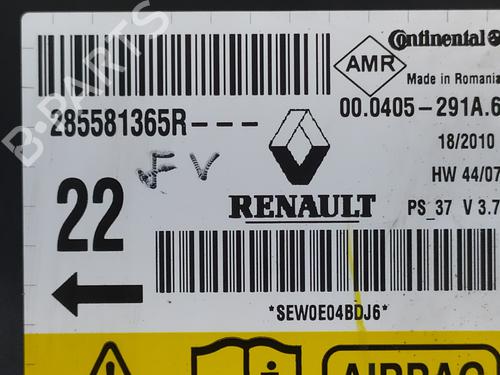 Continental
AMR
Made in Romania
285581365R---
00.0405-291A.6
18/2010
FV
HW 44/07
22
RENAULT
PS_37 V 3.7
*SEW0E04BDJ6*
AIRBAG
B-PARTS